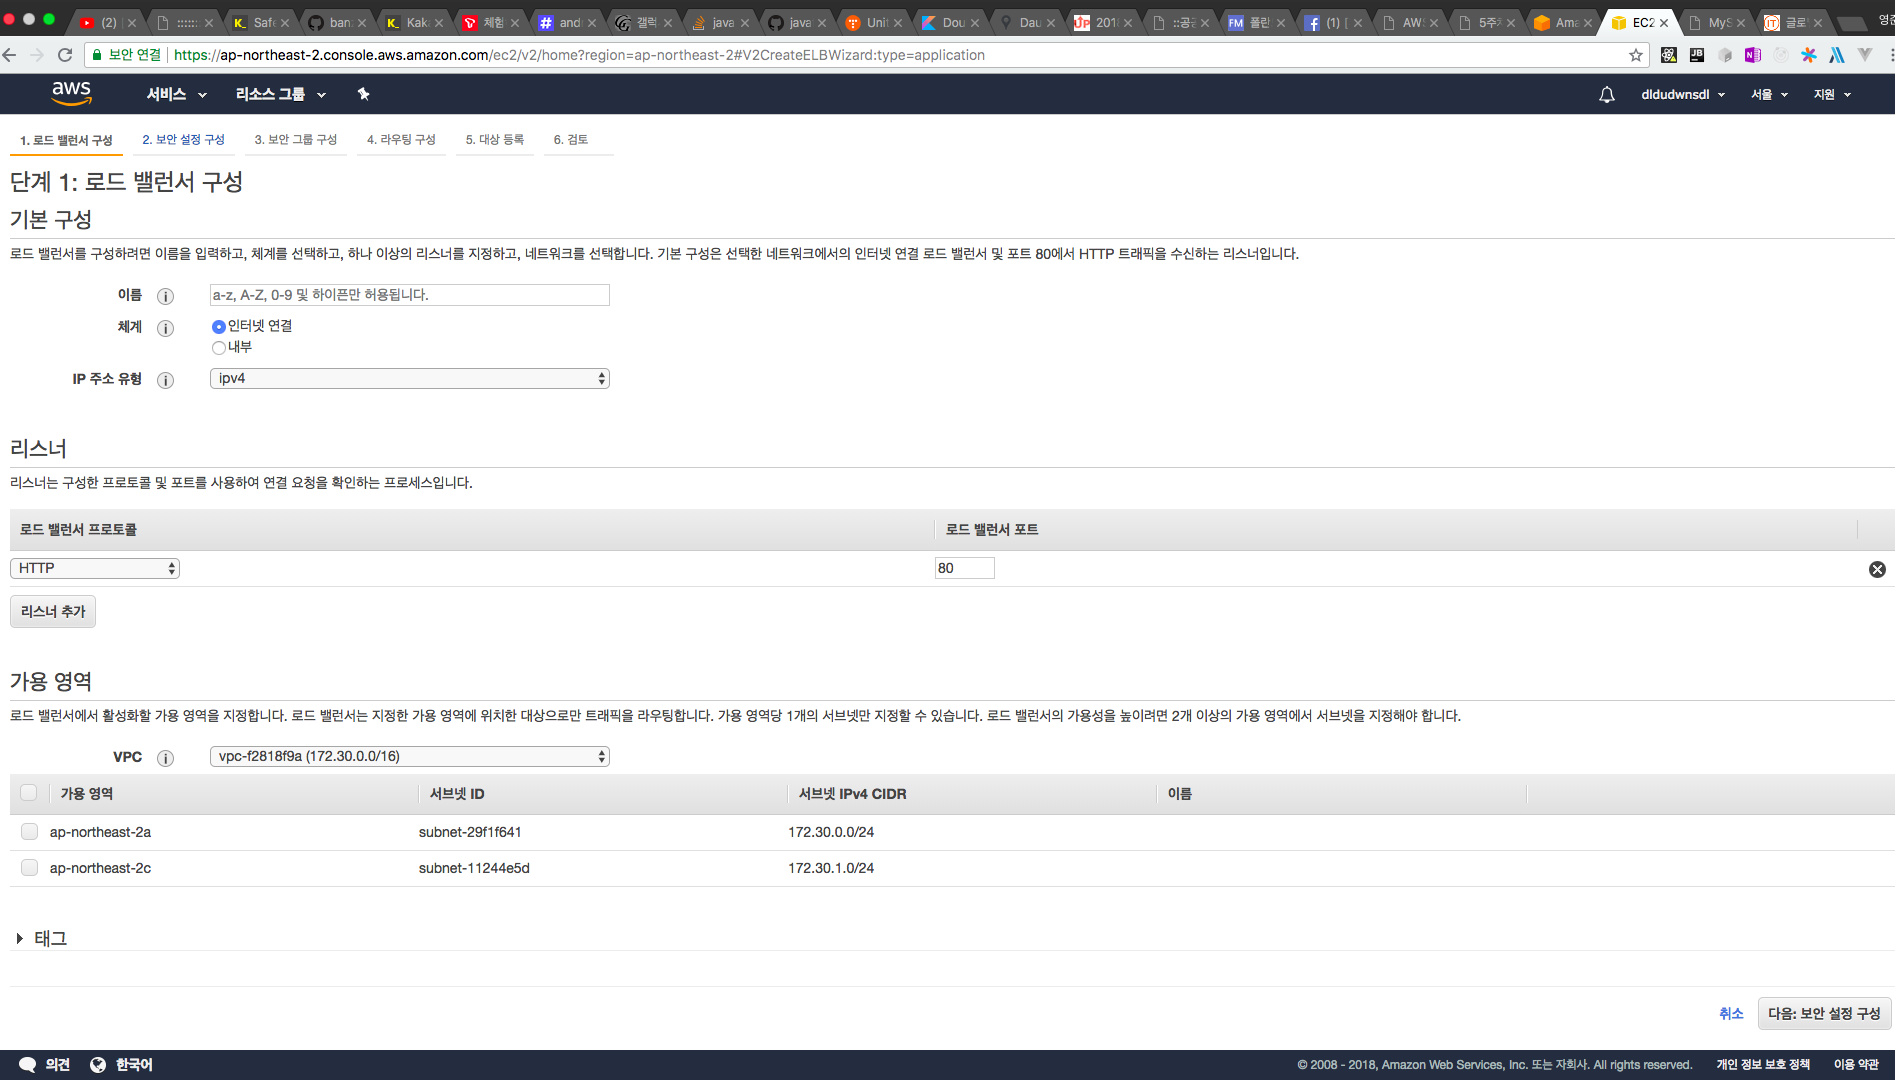 (2)
::::::
Safe
ban
Kak
체험
and
갤럭
java
java
Unit
Dou
Dau
2018
::공공
폴란
(1) [
AWS
5주차
Ama
EC2
MyS
글로
영준
보안 연결 https://ap-northeast-2.console.aws.amazon.com/ec2/v2/home?region=ap-northeast-2#V2CreateELBWizard:type=application
aws 서비스 리소스 그룹 dldudwnsdl 서울 지원
1. 로드 밸런서 구성 2. 보안 설정 구성 3. 보안 그룹 구성 4. 라우팅 구성 5. 대상 등록 6. 검토
단계 1: 로드 밸런서 구성
기본 구성
로드 밸런서를 구성하려면 이름을 입력하고, 체계를 선택하고, 하나 이상의 리스너를 지정하고, 네트워크를 선택합니다. 기본 구성은 선택한 네트워크에서의 인터넷 연결 로드 밸런서 및 포트 80에서 HTTP 트래픽을 수신하는 리스너입니다.
이름 a-z, A-Z, 0-9 및 하이픈만 허용됩니다.
체계 인터넷 연결
내부
IP 주소 유형 ipv4
리스너
리스너는 구성한 프로토콜 및 포트를 사용하여 연결 요청을 확인하는 프로세스입니다.
로드 밸런서 프로토콜 로드 밸런서 포트
HTTP 80
리스너 추가
가용 영역
로드 밸런서에서 활성화할 가용 영역을 지정합니다. 로드 밸런서는 지정한 가용 영역에 위치한 대상으로만 트래픽을 라우팅합니다. 가용 영역당 1개의 서브넷만 지정할 수 있습니다. 로드 밸런서의 가용성을 높이려면 2개 이상의 가용 영역에서 서브넷을 지정해야 합니다.
VPC vpc-f2818f9a (172.30.0.0/16)
가용 영역 서브넷 ID 서브넷 IPv4 CIDR 이름
ap-northeast-2a subnet-29f1f641 172.30.0.0/24
ap-northeast-2c subnet-11244e5d 172.30.1.0/24
태그
취소 다음: 보안 설정 구성
의견 한국어 © 2008 - 2018, Amazon Web Services, Inc. 또는 자회사. All rights reserved. 개인 정보 보호 정책 이용 약관